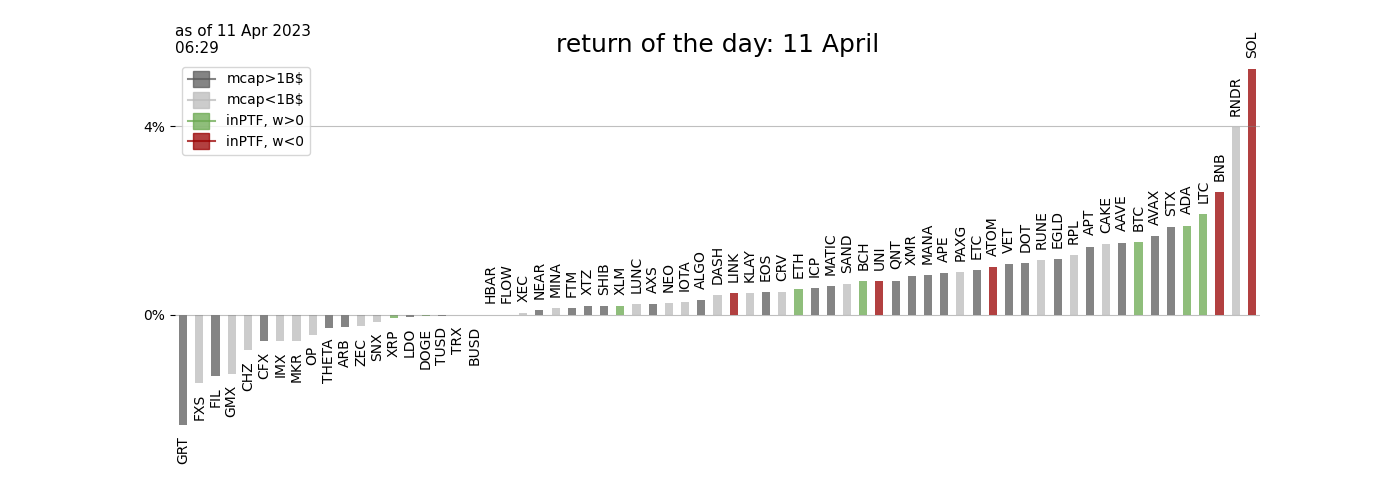 as of 11 Apr 2023
06:29
return of the day: 11 April
mcap>1B$
mcap<1B$
inPTF, w>0
inPTF, w<0
4%
0%
GRT
FXS
FIL
GMX
CHZ
CFX
IMX
MKR
OP
THETA
ARB
ZEC
SNX
XRP
LDO
DOGE
TUSD
TRX
BUSD
HBAR
FLOW
XEC
NEAR
MINA
FTM
XTZ
SHIB
XLM
LUNC
AXS
NEO
IOTA
ALGO
DASH
LINK
KLAY
EOS
CRV
ETH
ICP
MATIC
SAND
BCH
UNI
QNT
XMR
MANA
APE
PAXG
ETC
ATOM
VET
DOT
RUNE
EGLD
RPL
APT
CAKE
AAVE
BTC
AVAX
STX
ADA
LTC
BNB
RNDR
SOL